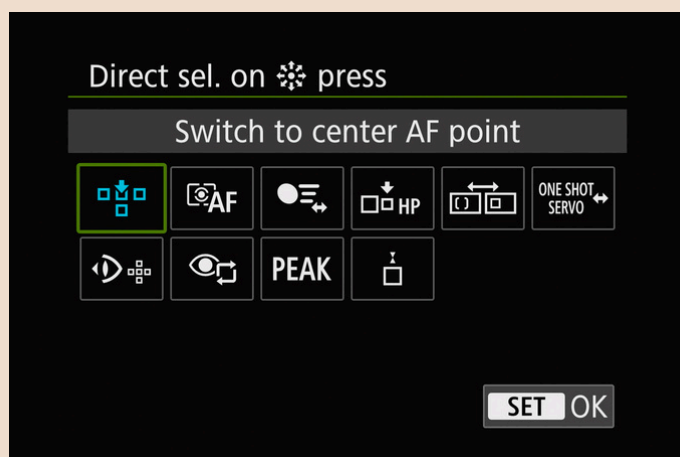 Direct sel. on press
Switch to center AF point
AF
HP
ONE SHOT
SERVO
PEAK
SET OK